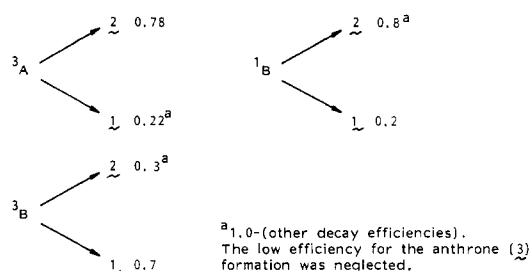 2 0.78
³A
1 0.22ᵃ
2 0.8ᵃ
¹B
1 0.2
2 0.3ᵃ
³B
1 0.7
ᵃ1.0-(other decay efficiencies).
The low efficiency for the anthrone (3)
formation was neglected.